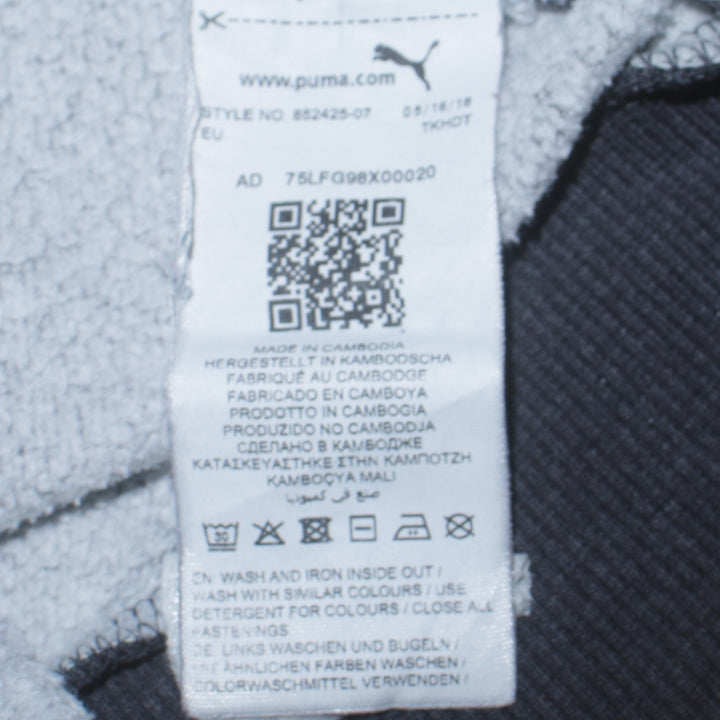 www.puma.com
STYLE NO. 852425-07 05/16/18
EU TKHDT
AD 75LFG98X00020
MADE IN CAMBODIA
HERGESTELLT IN KAMBODSCHA
FABRIQUÉ AU CAMBODGE
FABRICADO EN CAMBOYA
PRODOTTO IN CAMBOGIA
PRODUZIDO NO CAMBODJA
СДЕЛАНО В КАМБОДЖЕ
ΚΑΤΑΣΚΕΥΑΣΤΗΚΕ ΣΤΗΝ ΚΑΜΠΟΤΖΗ
KAMBOÇYA MALI
صنع في كمبوديا
30
EN: WASH AND IRON INSIDE OUT /
WASH WITH SIMILAR COLOURS / USE
DETERGENT FOR COLOURS / CLOSE ALL
FASTENINGS
DE: LINKS WASCHEN UND BÜGELN /
MIT ÄHNLICHEN FARBEN WASCHEN /
COLORWASCHMITTEL VERWENDEN /